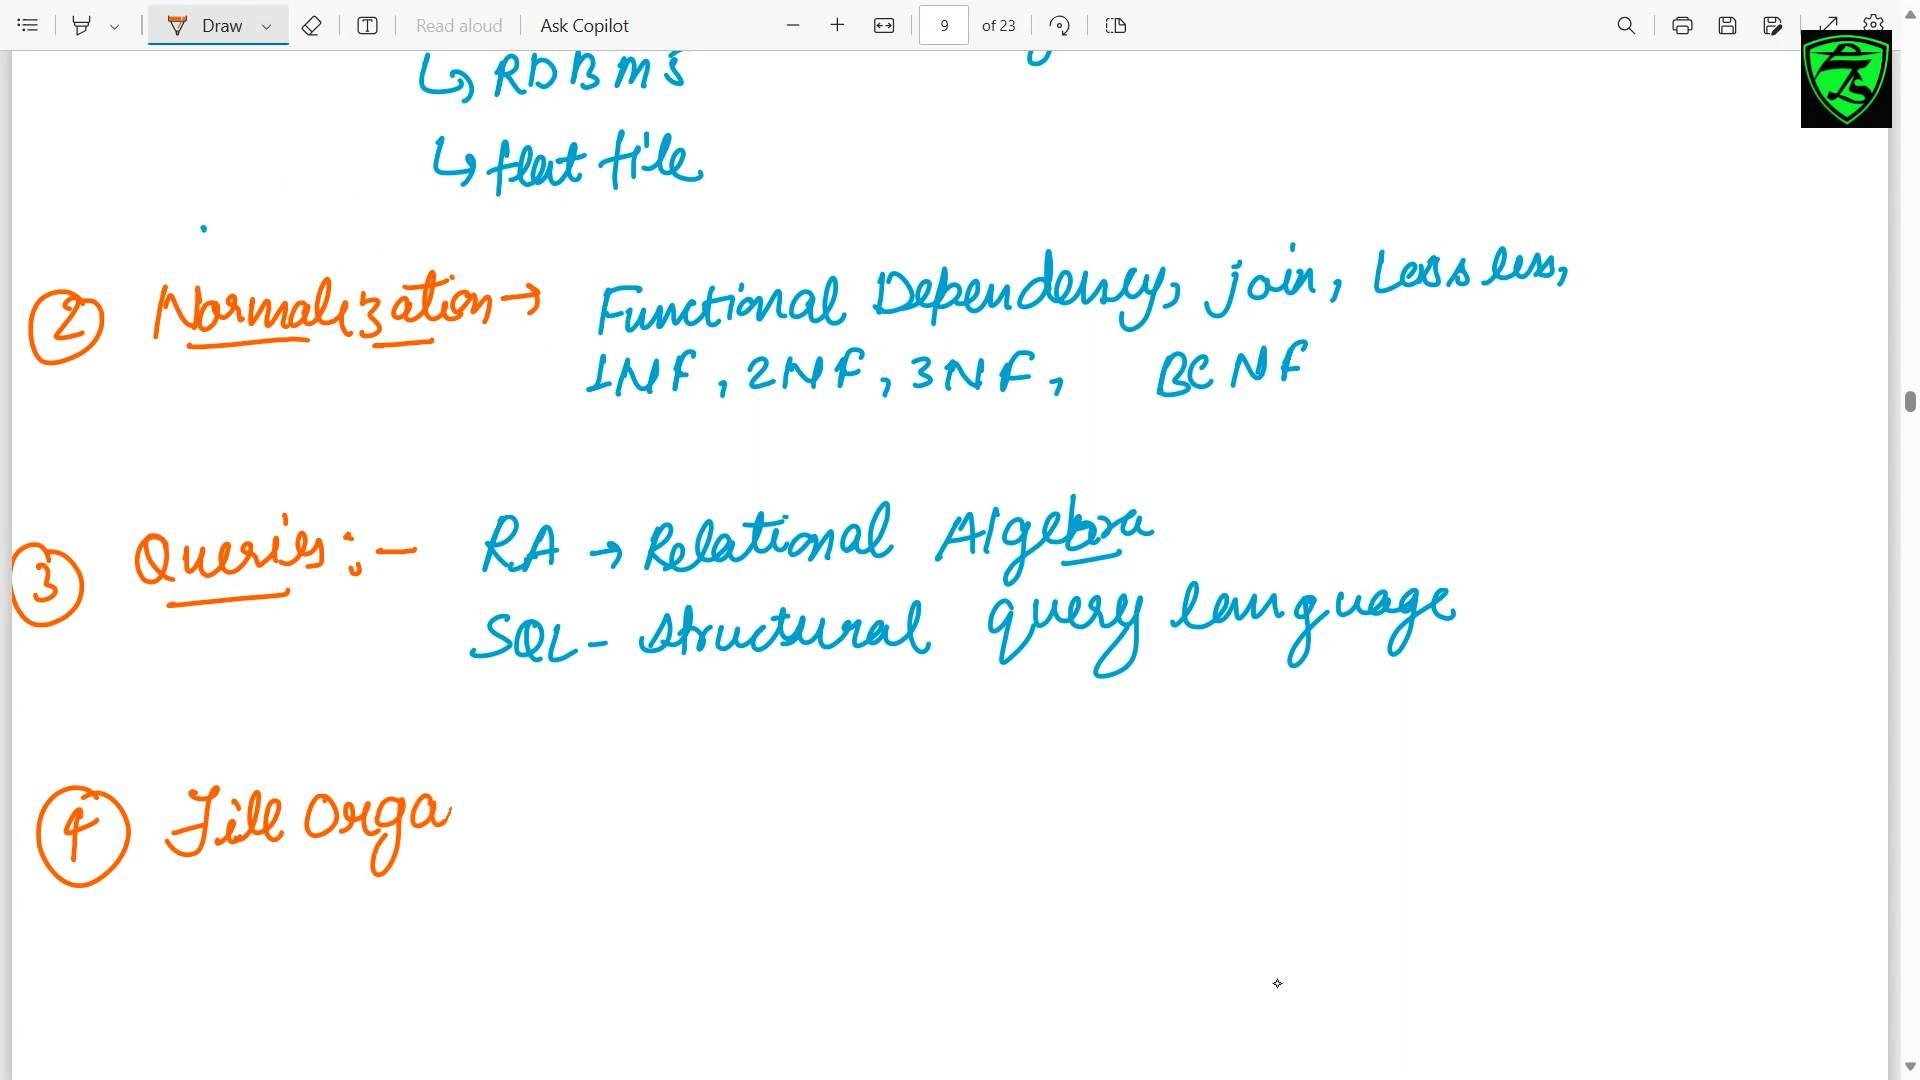 Draw
Read aloud
Ask Copilot
9 of 23
↳ RDBMS
↳ flat file
② Normalization → Functional Dependency, join, Lossless,
1NF, 2NF, 3NF, BCNF
③ Queries :- RA → Relational Algebra
SQL - structural query language
④ File Orga